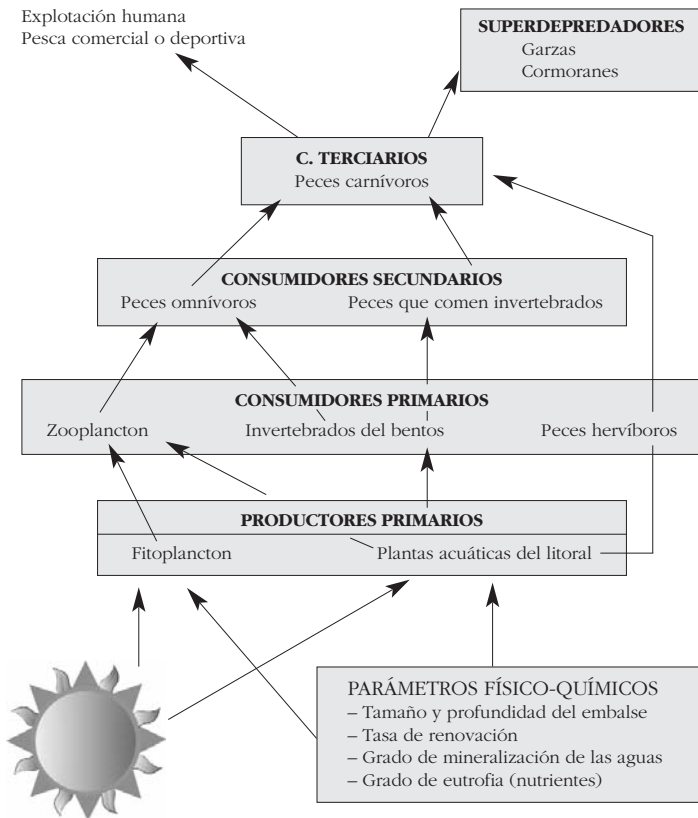 Explotación humana
Pesca comercial o deportiva
SUPERDEPREDADORES
Garzas
Cormoranes
C. TERCIARIOS
Peces carnívoros
CONSUMIDORES SECUNDARIOS
Peces omnívoros
Peces que comen invertebrados
CONSUMIDORES PRIMARIOS
Zooplancton
Invertebrados del bentos
Peces hervíboros
PRODUCTORES PRIMARIOS
Fitoplancton
Plantas acuáticas del litoral
PARÁMETROS FÍSICO-QUÍMICOS
– Tamaño y profundidad del embalse
– Tasa de renovación
– Grado de mineralización de las aguas
– Grado de eutrofia (nutrientes)